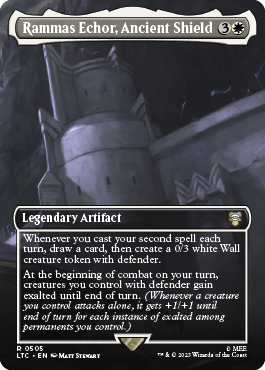 Rammas Echor, Ancient Shield 3
Legendary Artifact
Whenever you cast your second spell each
turn, draw a card, then create a 0/3 white Wall
creature token with defender.
At the beginning of combat on your turn,
creatures you control with defender gain
exalted until end of turn. (Whenever a creature
you control attacks alone, it gets +1/+1 until
end of turn for each instance of exalted among
permanents you control.)
R 0505
LTC • EN Matt Stewart
© MEE
™ & © 2023 Wizards of the Coast